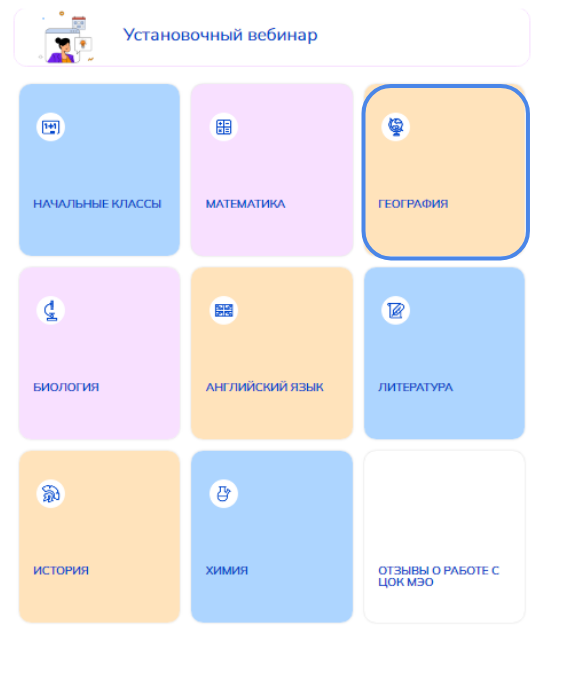 Установочный вебинар
НАЧАЛЬНЫЕ КЛАССЫ
МАТЕМАТИКА
ГЕОГРАФИЯ
БИОЛОГИЯ
АНГЛИЙСКИЙ ЯЗЫК
ЛИТЕРАТУРА
ИСТОРИЯ
ХИМИЯ
ОТЗЫВЫ О РАБОТЕ С
ЦОК МЭО